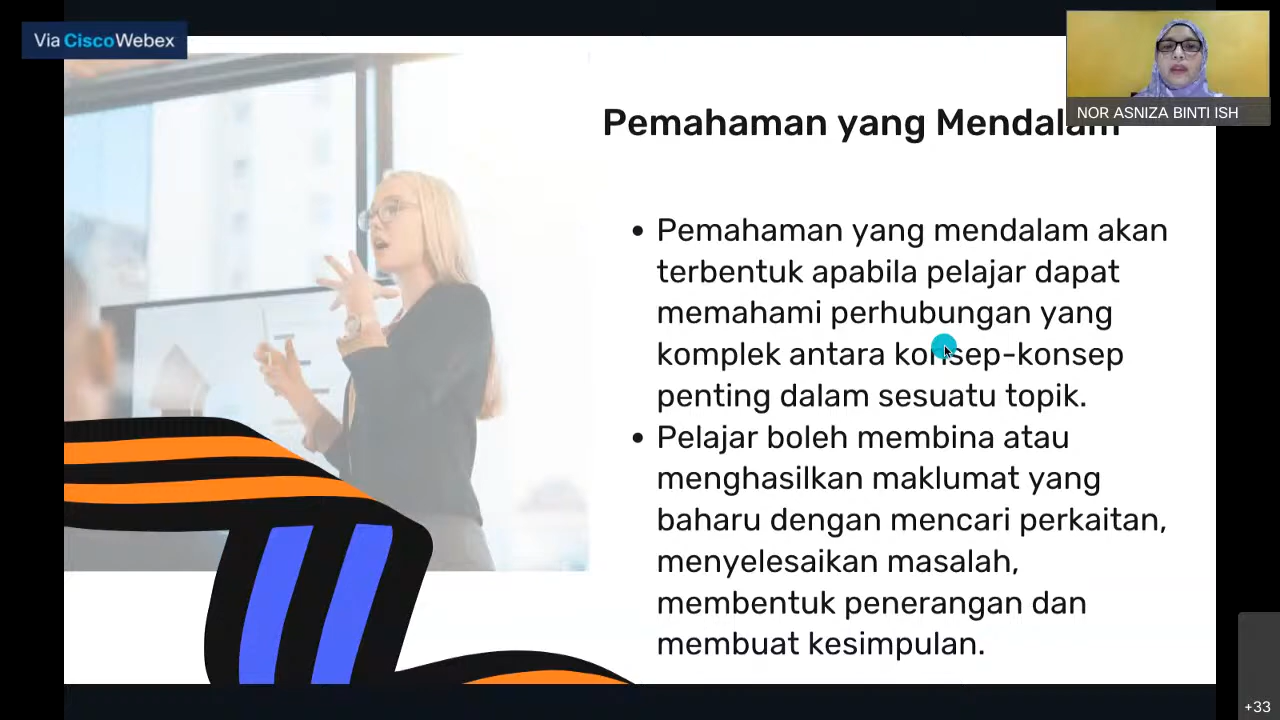 Via Cisco Webex
NOR ASNIZA BINTI ISH
Pemahaman yang Mendalam
• Pemahaman yang mendalam akan
terbentuk apabila pelajar dapat
memahami perhubungan yang
komplek antara konsep-konsep
penting dalam sesuatu topik.
• Pelajar boleh membina atau
menghasilkan maklumat yang
baharu dengan mencari perkaitan,
menyelesaikan masalah,
membentuk penerangan dan
membuat kesimpulan.
+33